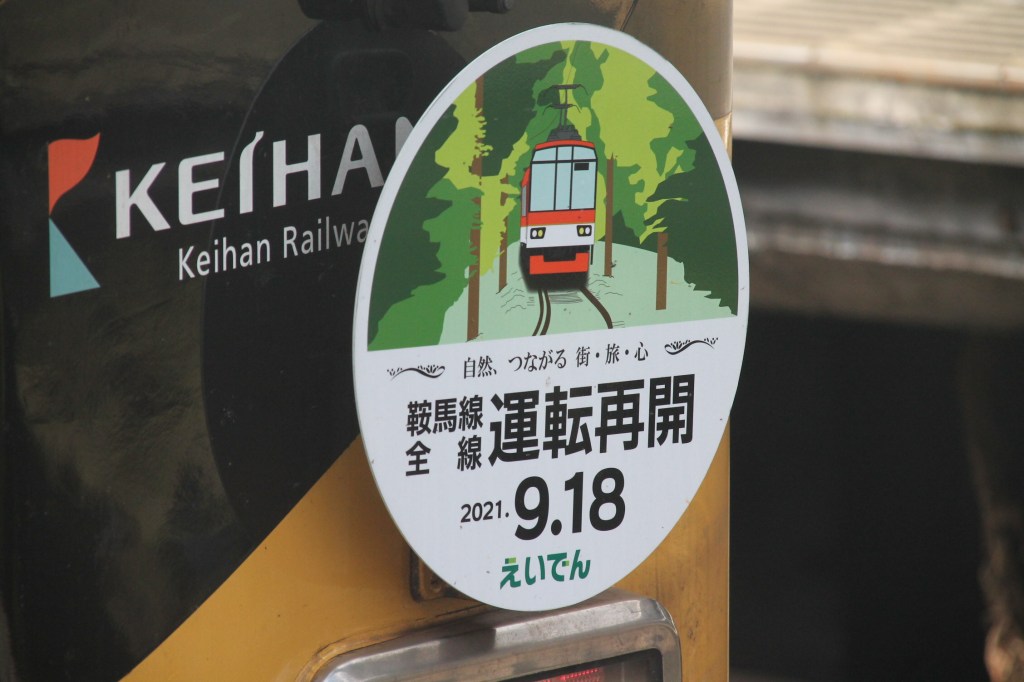 KEIHA
Keihan Railwa
自然、つながる 街・旅・心
鞍馬線
全線
運転再開
2021.9.18
えいでん